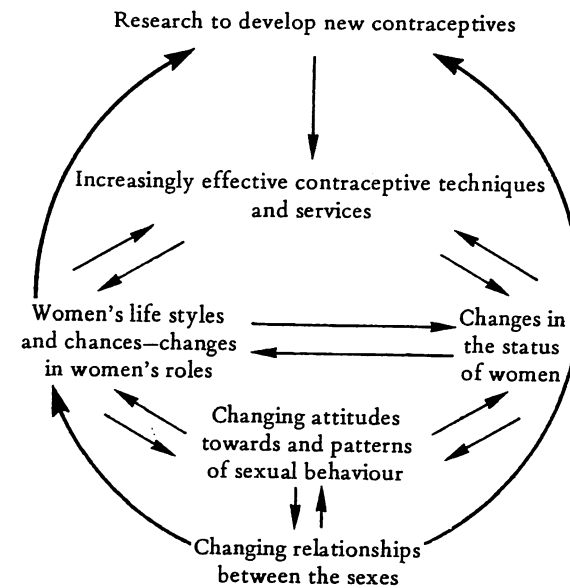 Research to develop new contraceptives
Increasingly effective contraceptive techniques
and services
Women's life styles
and chances—changes
in women's roles
Changes in
the status
of women
Changing attitudes
towards and patterns
of sexual behaviour
Changing relationships
between the sexes